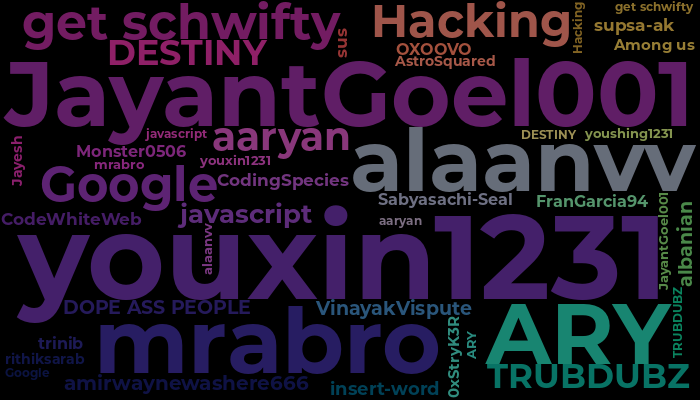 get schwifty
Hacking
Hacking
get schwifty
supsa-ak
DESTINY
sus
OXOOVO
Among us
AstroSquared
JayantGoel001
javascript
aaryan
DESTINY
youshing1231
Jayesh
Monster0506
mrabro
youxin1231
alaanvv
Google
CodingSpecies
Sabyasachi-Seal
FranGarcia94
JayantGoel001
albanian
CodeWhiteWeb
javascript
aaryan
alaanvv
youxin1231
DOPE ASS PEOPLE
VinayakVispute
mrabro
0xStryK3R
ARY
ARY
TRUBDUBZ
trinib
rithiksarab
Google
TRUBDUBZ
amirwaynewashere666
insert-word